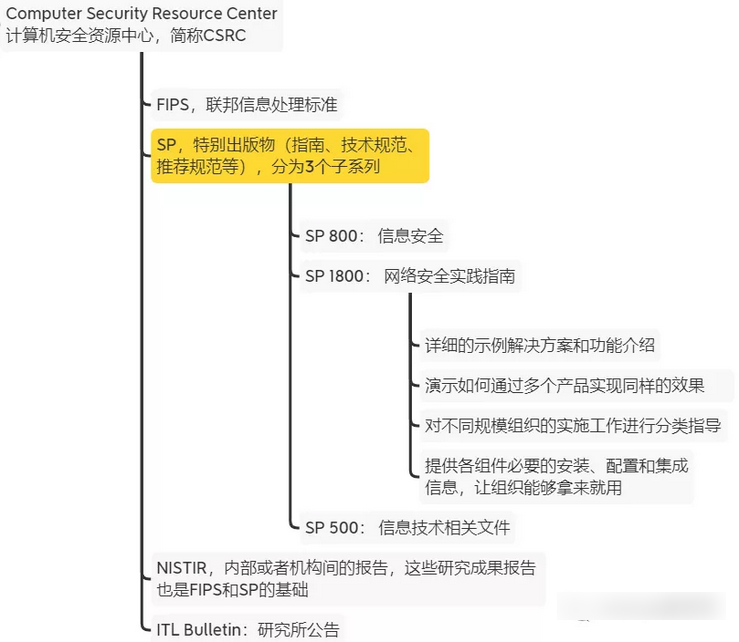 Computer Security Resource Center
计算机安全资源中心，简称CSRC
FIPS，联邦信息处理标准
SP，特别出版物（指南、技术规范、
推荐规范等），分为3个子系列
SP 800： 信息安全
SP 1800： 网络安全实践指南
详细的示例解决方案和功能介绍
演示如何通过多个产品实现同样的效果
对不同规模组织的实施工作进行分类指导
提供各组件必要的安装、配置和集成
信息，让组织能够拿来就用
SP 500： 信息技术相关文件
NISTIR，内部或者机构间的报告，这些研究成果报告
也是FIPS和SP的基础
ITL Bulletin：研究所公告